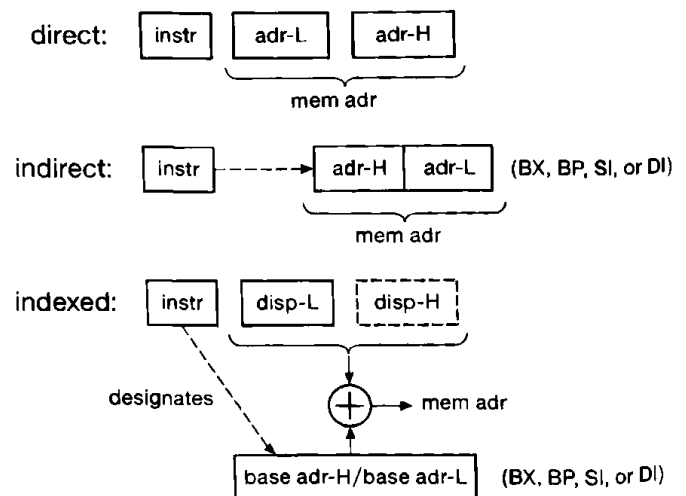 direct: instr adr-L adr-H
mem adr
indirect: instr adr-H adr-L (BX, BP, SI, or DI)
mem adr
indexed: instr disp-L disp-H
designates
+ mem adr
base adr-H/base adr-L (BX, BP, SI, or DI)